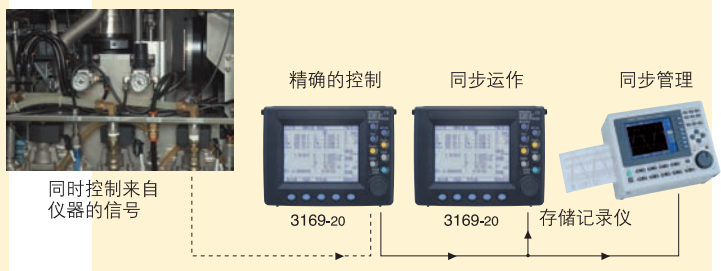 精确的控制
同步运作
同步管理
同时控制来自
仪器的信号
3169-20
3169-20
存储记录仪